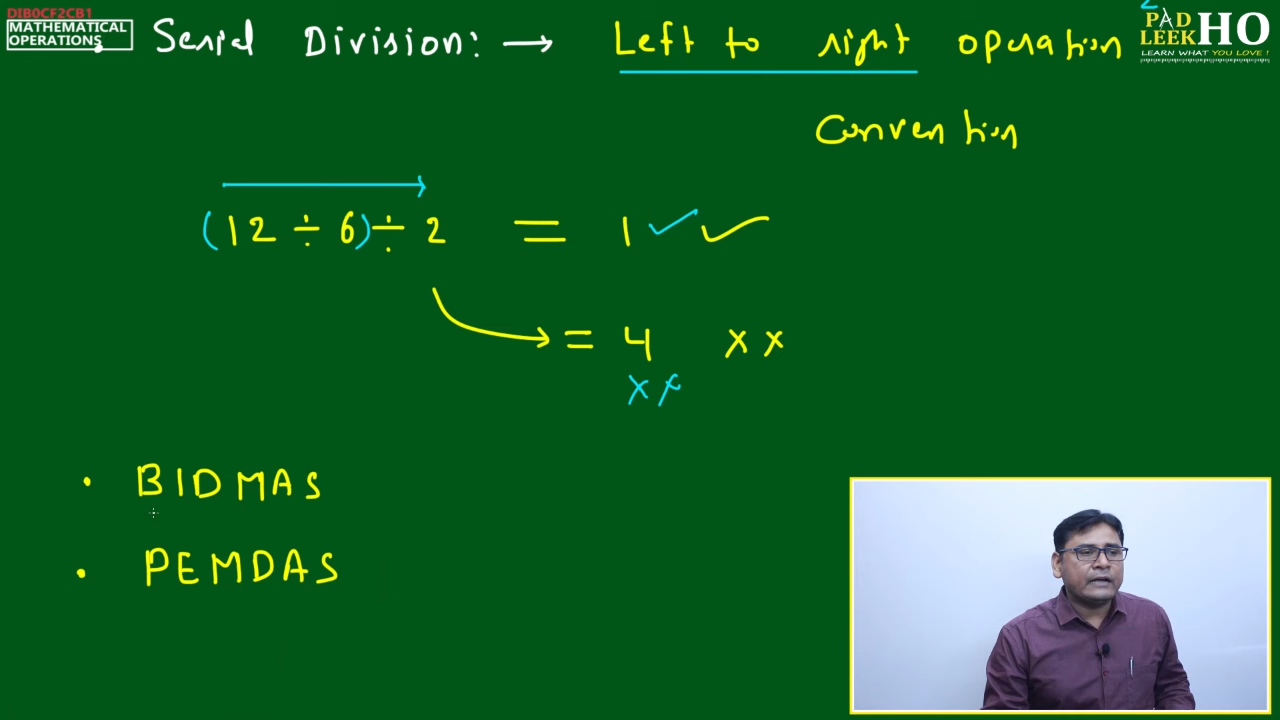 DIB0CF2CB1
MATHEMATICAL
OPERATIONS
Serial Division: → Left to right operation
Convention
(12 ÷ 6) ÷ 2 = 1 ✓ ✓
= 4 x x
x x
• BIDMAS
• PEMDAS
2
PAD
LEEK HO
LEARN WHAT YOU LOVE !